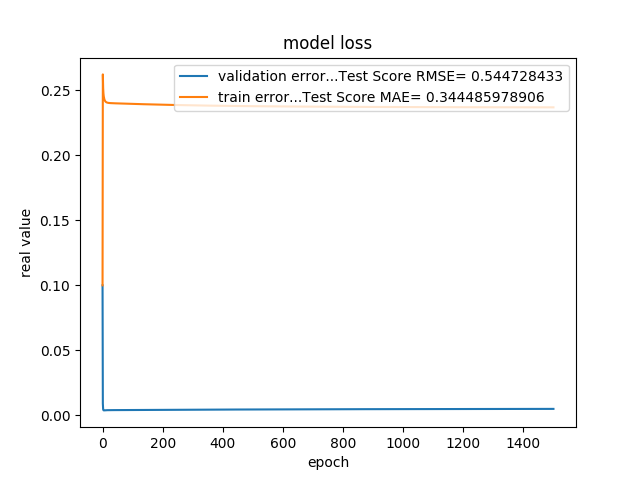 model loss
validation error...Test Score RMSE= 0.544728433
train error...Test Score MAE= 0.344485978906
real value
0.25
0.20
0.15
0.10
0.05
0.00
0 200 400 600 800 1000 1200 1400
epoch